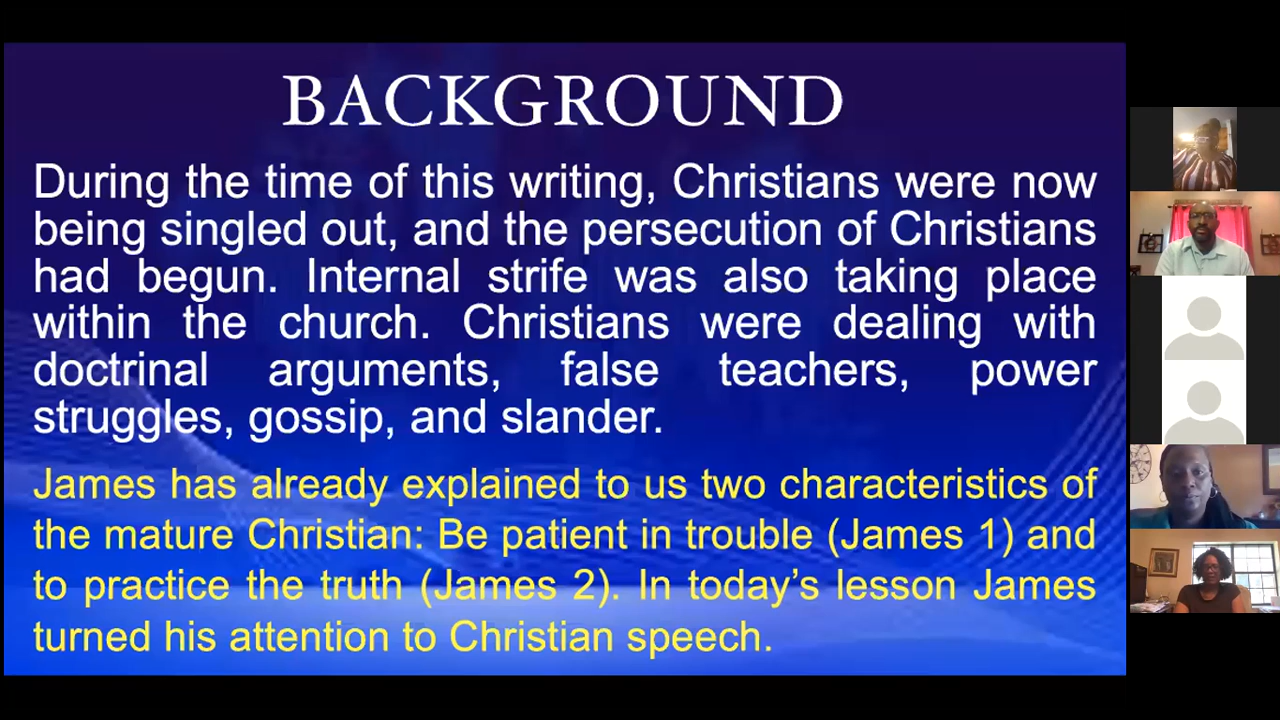 BACKGROUND
During the time of this writing, Christians were now
being singled out, and the persecution of Christians
had begun. Internal strife was also taking place
within the church. Christians were dealing with
doctrinal arguments, false teachers, power
struggles, gossip, and slander.
James has already explained to us two characteristics of
the mature Christian: Be patient in trouble (James 1) and
to practice the truth (James 2). In today’s lesson James
turned his attention to Christian speech.